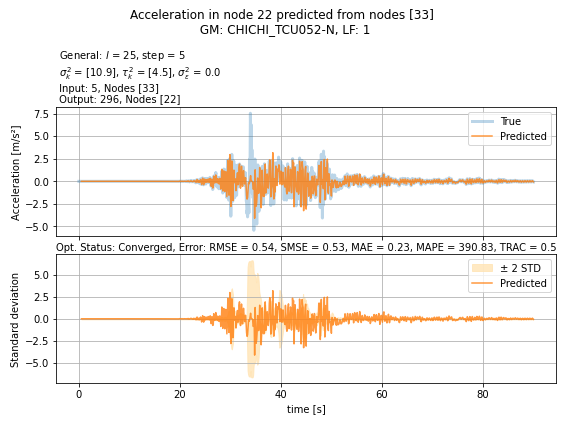 Acceleration in node 22 predicted from nodes [33]
GM: CHICHI_TCU052-N, LF: 1
General: l = 25, step = 5
σ²ₖ = [10.9], τ²ₖ = [4.5], σ²_ε = 0.0
Input: 5, Nodes [33]
Output: 296, Nodes [22]
Acceleration [m/s²]
7.5
5.0
2.5
0.0
−2.5
−5.0
True
Predicted
Opt. Status: Converged, Error: RMSE = 0.54, SMSE = 0.53, MAE = 0.23, MAPE = 390.83, TRAC = 0.5
Standard deviation
5.0
2.5
0.0
−2.5
−5.0
± 2 STD
Predicted
0 20 40 60 80
time [s]